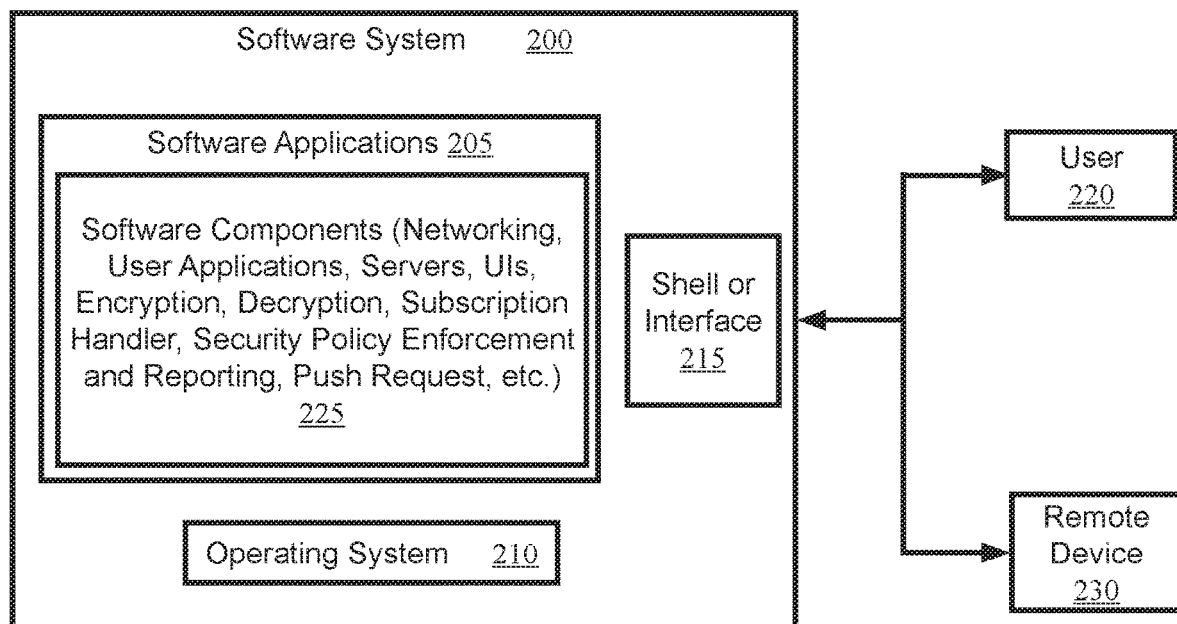 Software System 200
Software Applications 205
Software Components (Networking,
User Applications, Servers, UIs,
Encryption, Decryption, Subscription
Handler, Security Policy Enforcement
and Reporting, Push Request, etc.)
225
Operating System 210
Shell or
Interface
215
User
220
Remote
Device
230